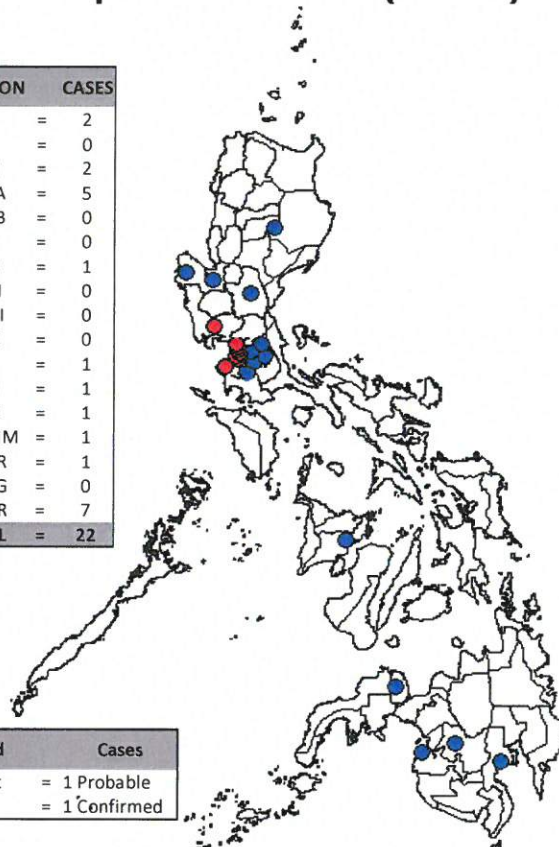 ON CASES
= 2
= 0
= 2
A = 5
B = 0
= 0
= 1
I = 0
I = 0
= 0
= 1
= 1
= 1
M = 1
R = 1
G = 0
R = 7
L = 22
d Cases
= 1 Probable
= 1 Confirmed